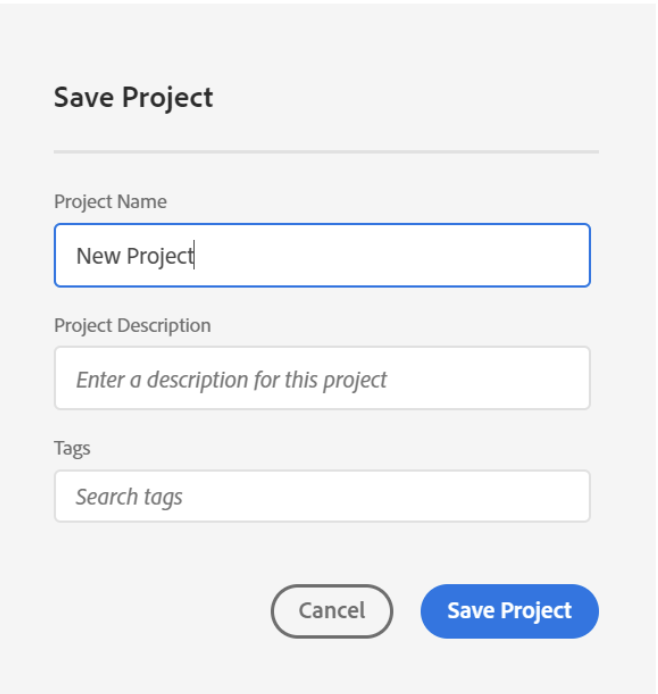 Save Project
Project Name
New Project
Project Description
Enter a description for this project
Tags
Search tags
Cancel
Save Project